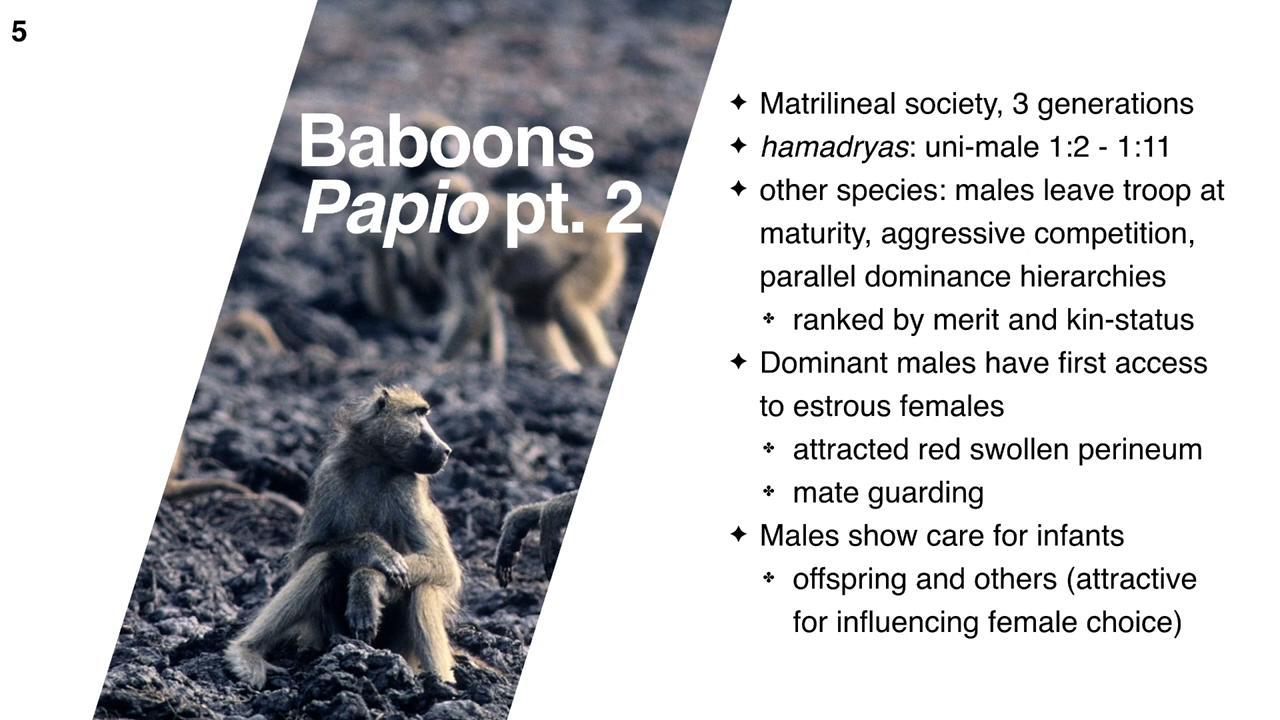 5
Baboons
Papio pt. 2
✦ Matrilineal society, 3 generations
✦ hamadryas: uni-male 1:2 - 1:11
✦ other species: males leave troop at
maturity, aggressive competition,
parallel dominance hierarchies
✤ ranked by merit and kin-status
✦ Dominant males have first access
to estrous females
✤ attracted red swollen perineum
✤ mate guarding
✦ Males show care for infants
✤ offspring and others (attractive
for influencing female choice)